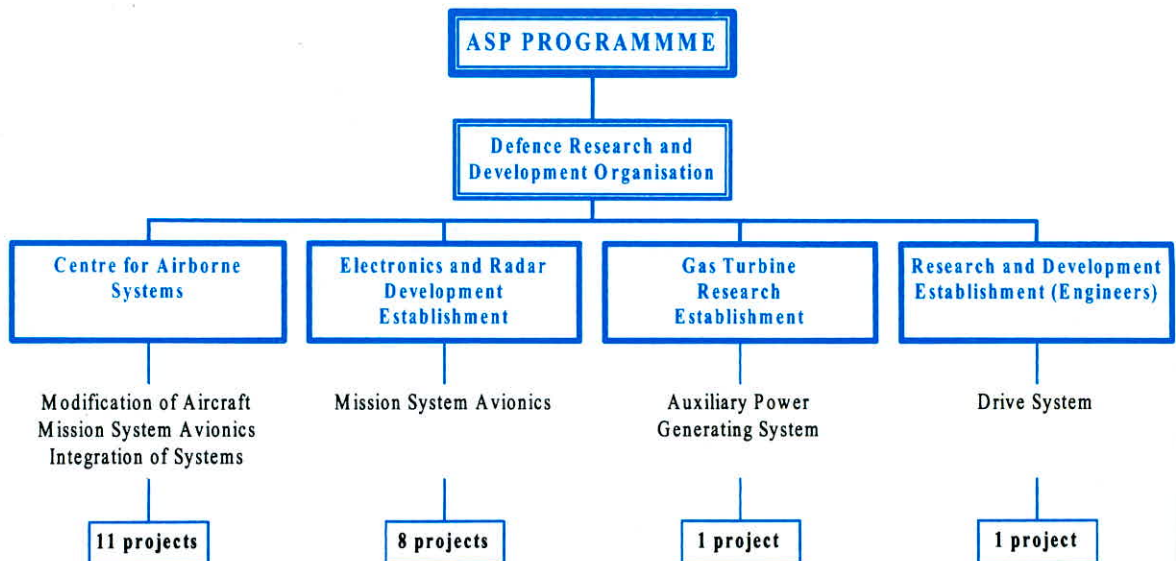 ASP PROGRAMMME
Defence Research and
Development Organisation
Centre for Airborne
Systems
Electronics and Radar
Development
Establishment
Gas Turbine
Research
Establishment
Research and Development
Establishment (Engineers)
Modification of Aircraft
Mission System Avionics
Integration of Systems
Mission System Avionics
Auxiliary Power
Generating System
Drive System
11 projects
8 projects
1 project
1 project